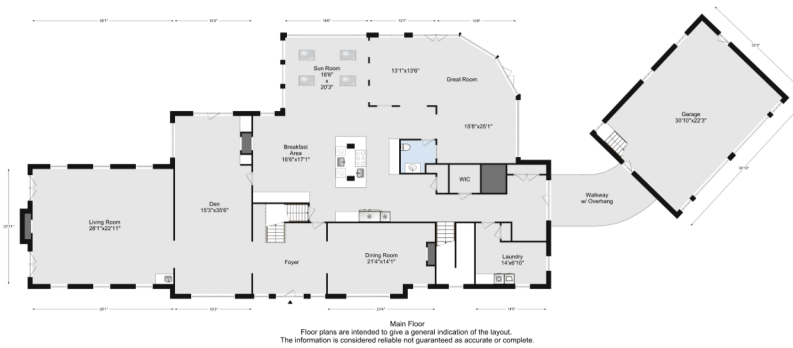 Sun Room
16'6"
x
20'3"
13'1"x13'6"
Great Room
15'8"x25'1"
Garage
30'10"x22'3"
Breakfast
Area
16'6"x17'1"
WIC
Walkway
w/ Overhang
Den
15'3"x35'6"
Living Room
28'1"x22'11"
Foyer
Dining Room
21'4"x14'1"
Laundry
14'x6'10"
Main Floor
Floor plans are intended to give a general indication of the layout.
The information is considered reliable not guaranteed as accurate or complete.